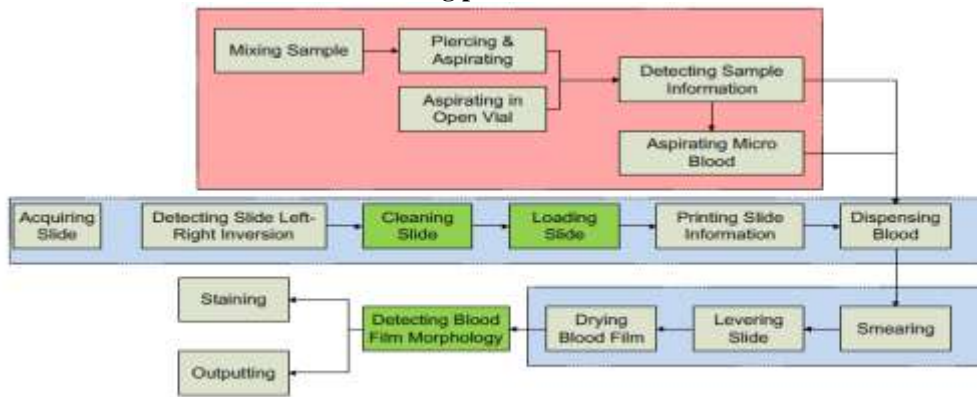 Mixing Sample
Piercing &
Aspirating
Aspirating in
Open Vial
Detecting Sample
Information
Aspirating Micro
Blood
Acquiring
Slide
Detecting Slide Left-
Right Inversion
Cleaning
Slide
Loading
Slide
Printing Slide
Information
Dispensing
Blood
Staining
Outputting
Detecting Blood
Film Morphology
Drying
Blood Film
Levering
Slide
Smearing